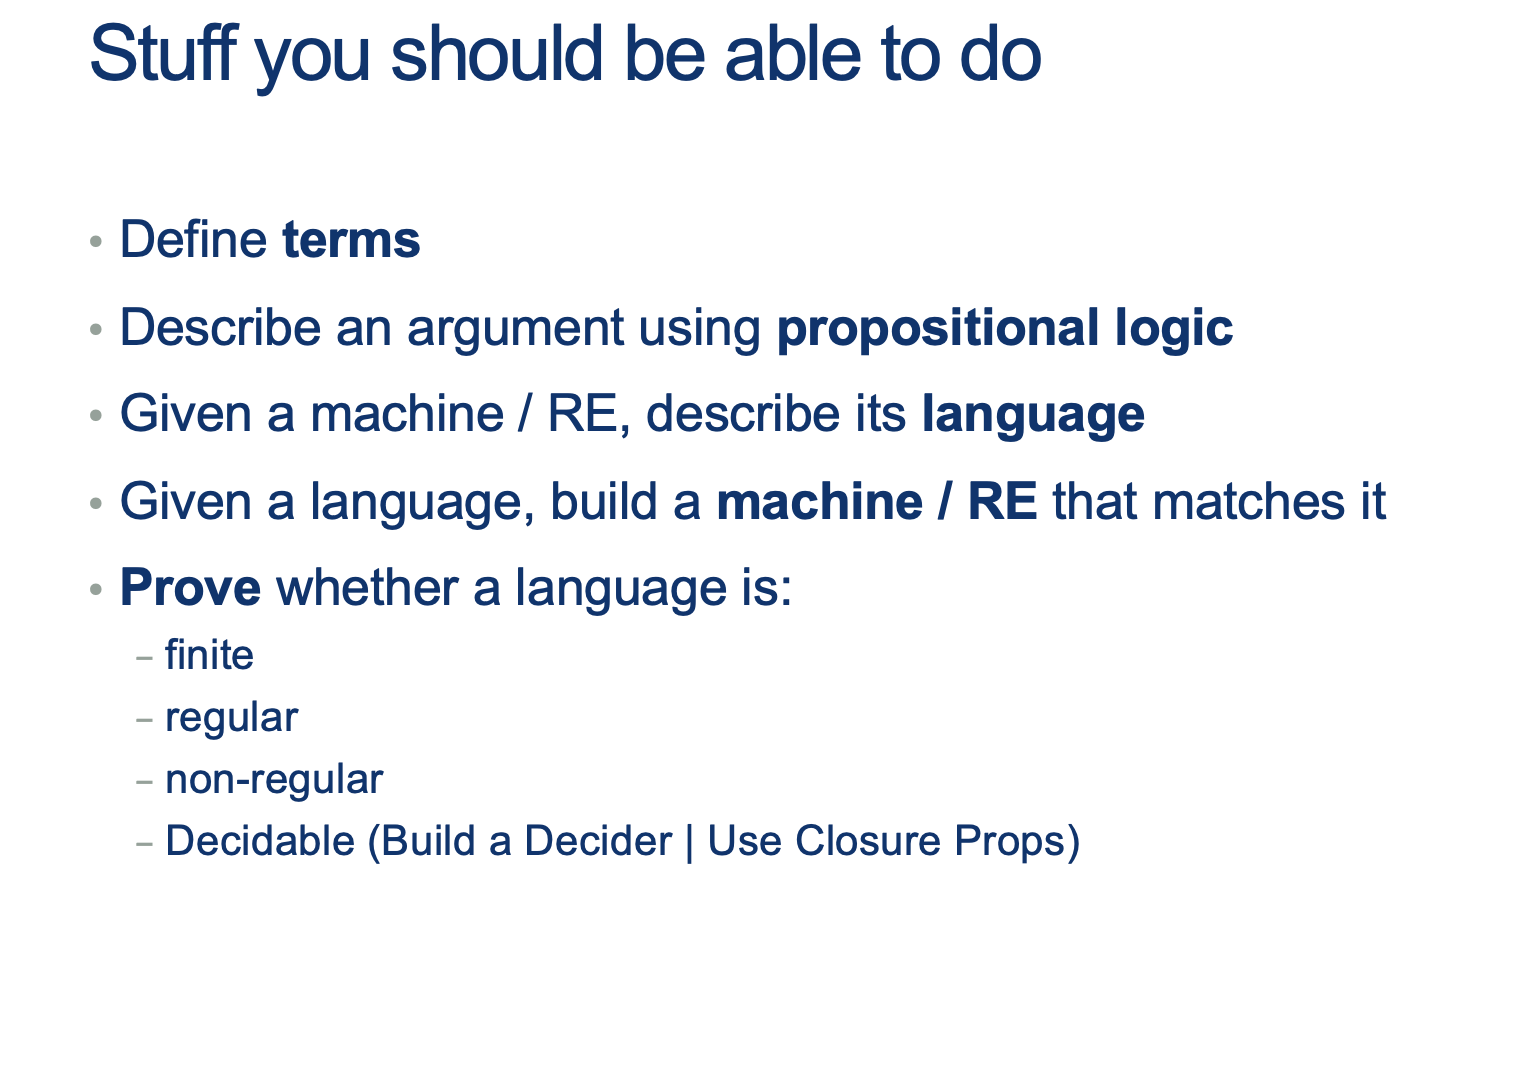 Stuff you should be able to do
• Define terms
• Describe an argument using propositional logic
• Given a machine / RE, describe its language
• Given a language, build a machine / RE that matches it
• Prove whether a language is:
– finite
– regular
– non-regular
– Decidable (Build a Decider | Use Closure Props)